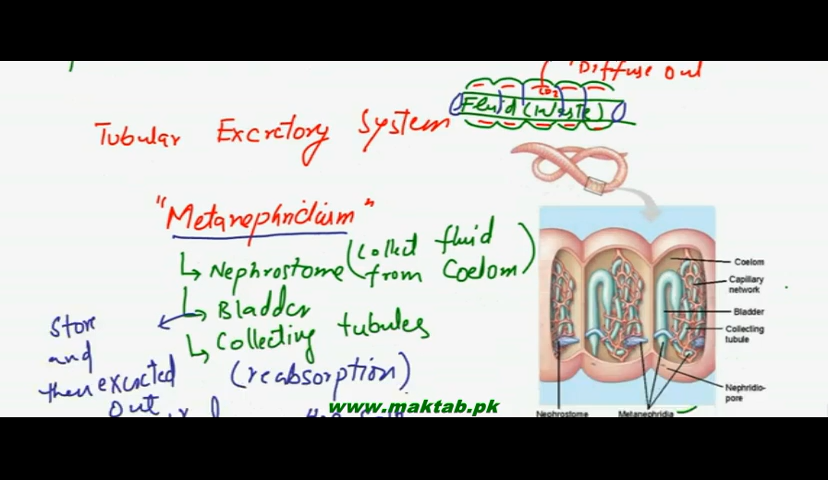 "Diffuse Out
CO2
Fluid (Waste)
Tubular Excretory System
"Metanephridium"
↳ Nephrostome (Collect fluid
from Coelom)
↳ Bladder
↳ Collecting tubules
(reabsorption)
Store
and
then excreted
Out
www.maktab.pk
Coelom
Capillary
network
Bladder
Collecting
tubule
Nephridio-
pore
Nephrostome
Metanephridia